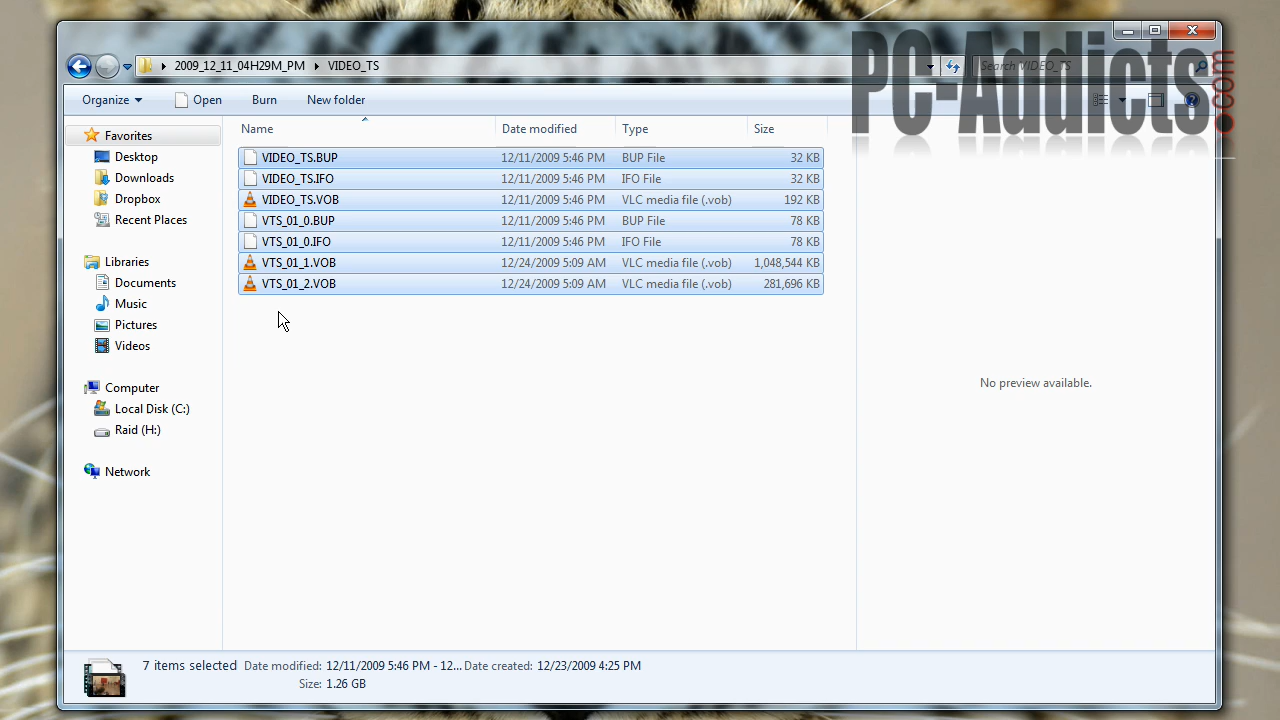 PC-Addicts.com
2009_12_11_04H29M_PM VIDEO_TS Search VIDEO_TS
Organize Open Burn New folder
Favorites
Desktop
Downloads
Dropbox
Recent Places
Libraries
Documents
Music
Pictures
Videos
Computer
Local Disk (C:)
Raid (H:)
Network
Name Date modified Type Size
VIDEO_TS.BUP 12/11/2009 5:46 PM BUP File 32 KB
VIDEO_TS.IFO 12/11/2009 5:46 PM IFO File 32 KB
VIDEO_TS.VOB 12/11/2009 5:46 PM VLC media file (.vob) 192 KB
VTS_01_0.BUP 12/11/2009 5:46 PM BUP File 78 KB
VTS_01_0.IFO 12/11/2009 5:46 PM IFO File 78 KB
VTS_01_1.VOB 12/24/2009 5:09 AM VLC media file (.vob) 1,048,544 KB
VTS_01_2.VOB 12/24/2009 5:09 AM VLC media file (.vob) 281,696 KB
No preview available.
7 items selected Date modified: 12/11/2009 5:46 PM - 12... Date created: 12/23/2009 4:25 PM
Size: 1.26 GB